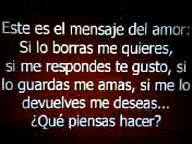 Este es el mensaje del amor:
Si lo borras me quieres,
si me respondes te gusto, si
lo guardas me amas, si me lo
devuelves me deseas...
¿Qué piensas hacer?